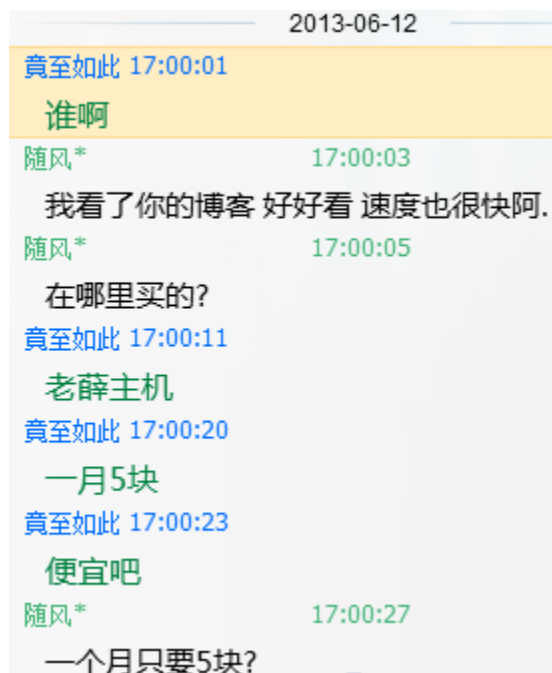 2013-06-12
竟至如此 17:00:01
谁啊
随风* 17:00:03
我看了你的博客 好好看 速度也很快阿.
随风* 17:00:05
在哪里买的?
竟至如此 17:00:11
老薛主机
竟至如此 17:00:20
一月5块
竟至如此 17:00:23
便宜吧
随风* 17:00:27
一个月只要5块?